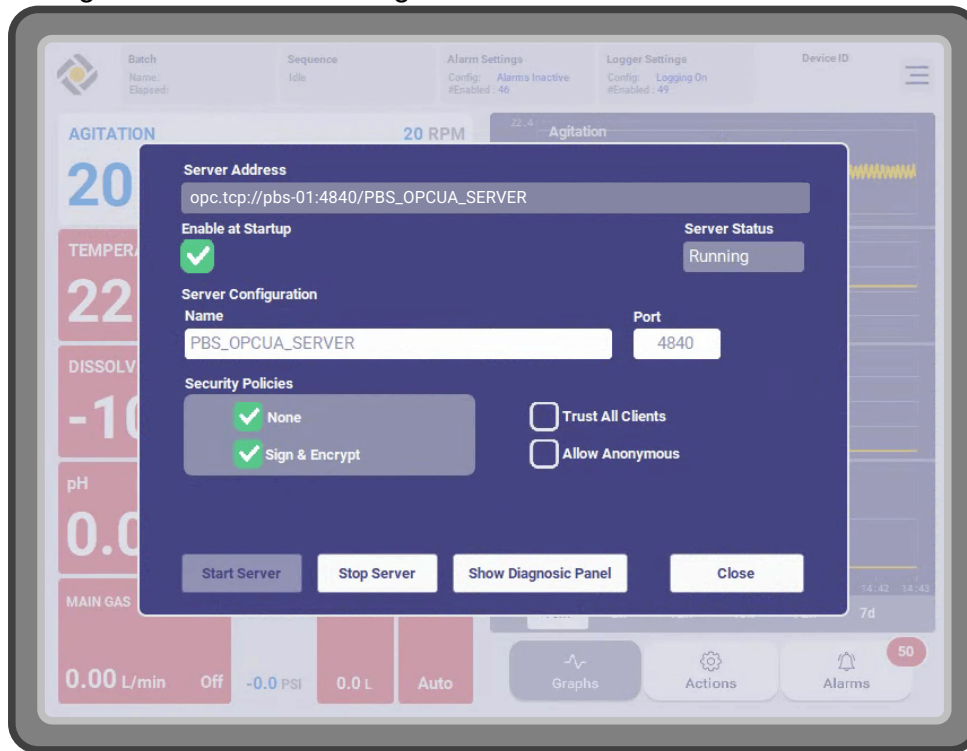 Batch
Name:
Elapsed:
Sequence
Idle
Alarm Settings
Config: Alarms Inactive
#Enabled : 46
Logger Settings
Config: Logging On
#Enabled : 49
Device ID
AGITATION 20 RPM
20
22.4 Agitation
Server Address
opc.tcp://pbs-01:4840/PBS_OPCUA_SERVER
Enable at Startup
Server Status
Running
TEMPERA
22
Server Configuration
Name
Port
PBS_OPCUA_SERVER
4840
DISSOLV
-10
Security Policies
None
Trust All Clients
Sign & Encrypt
Allow Anonymous
pH
0.0
Start Server
Stop Server
Show Diagnosic Panel
Close
MAIN GAS
14:42 14:43
7d
0.00 L/min Off
-0.0 PSI
0.0 L
Auto
Graphs
Actions
Alarms
50